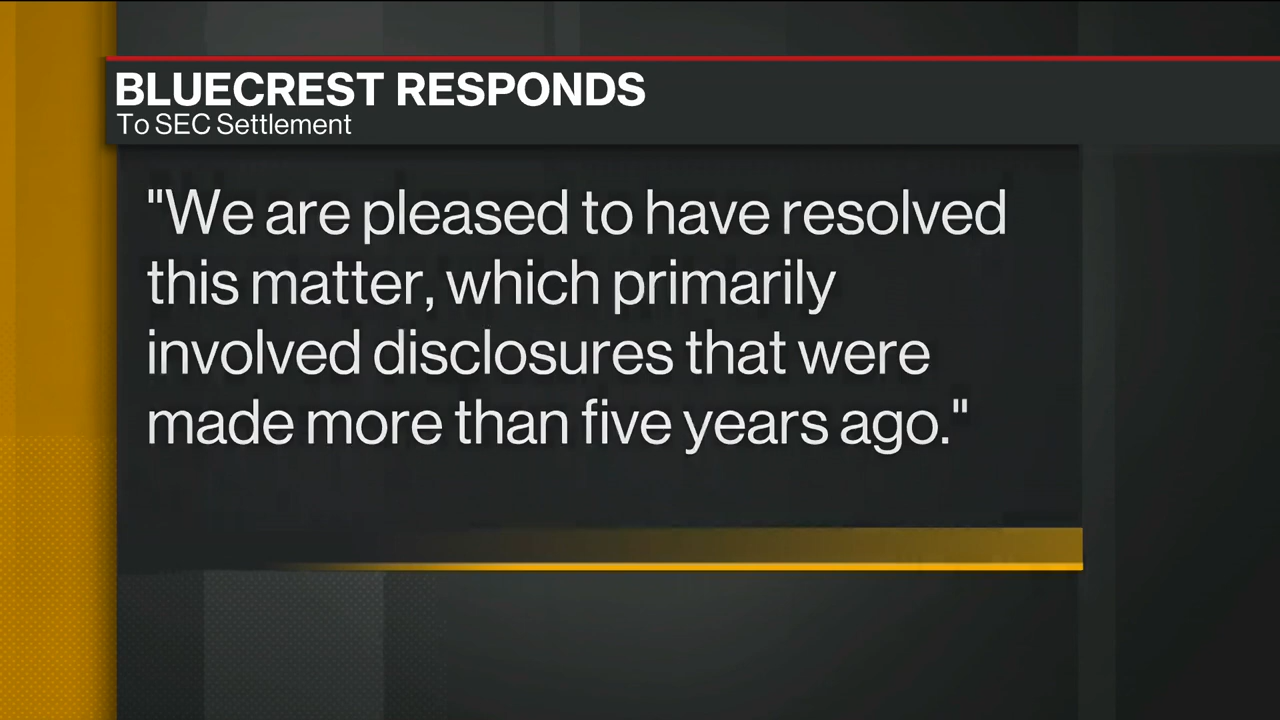 BLUECREST RESPONDS
To SEC Settlement
"We are pleased to have resolved
this matter, which primarily
involved disclosures that were
made more than five years ago."